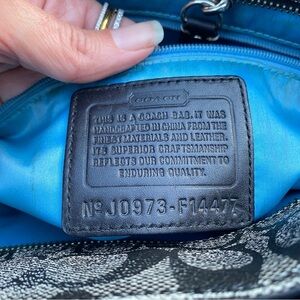 COACH
THIS IS A COACH BAG. IT WAS
HANDCRAFTED IN CHINA FROM THE
FINEST MATERIALS AND LEATHER.
ITS SUPERIOR CRAFTSMANSHIP
REFLECTS OUR COMMITMENT TO
ENDURING QUALITY.
Nº J0973-F14477